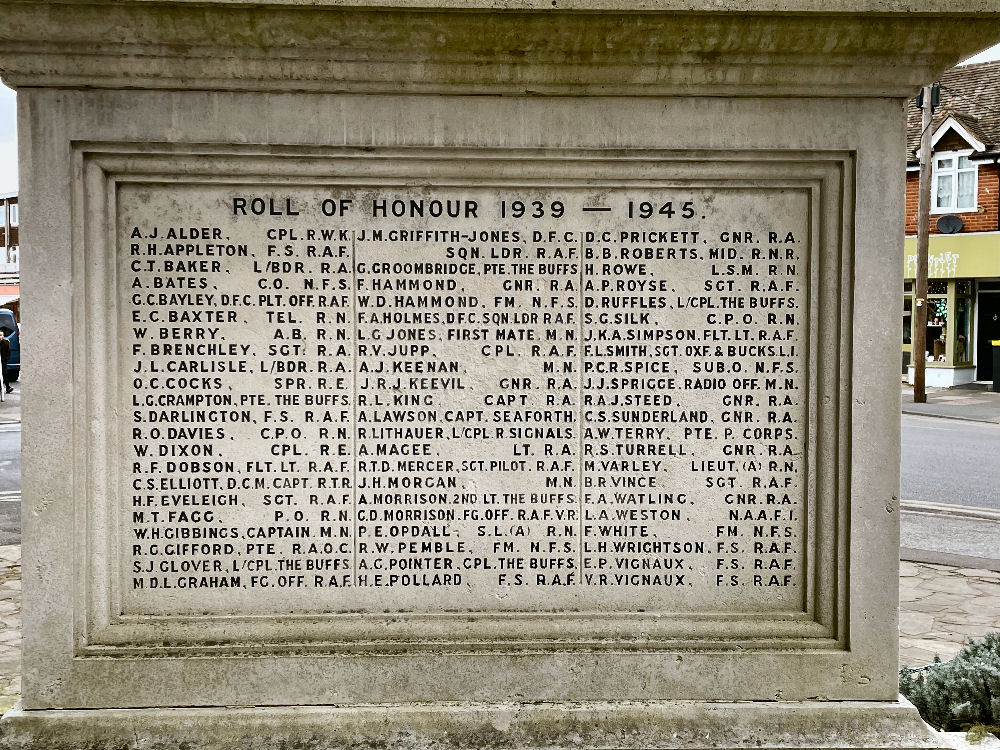 ROLL OF HONOUR 1939 — 1945.
A.J. ALDER, CPL. R.W.K.
R.H. APPLETON, F.S. R.A.F.
C.T. BAKER, L/BDR. R.A.
A. BATES, C.O. N.F.S.
G.C. BAYLEY, D.F.C. PLT. OFF. R.A.F.
E.C. BAXTER, TEL. R.N.
W. BERRY, A.B. R.N.
F. BRENCHLEY, SGT. R.A.
J.L. CARLISLE, L/BDR. R.A.
O.C. COCKS, SPR. R.E.
L.G. CRAMPTON, PTE. THE BUFFS.
S. DARLINGTON, F.S. R.A.F.
R.O. DAVIES, C.P.O. R.N.
W. DIXON, CPL. R.E.
R.F. DOBSON, FLT. LT. R.A.F.
C.S. ELLIOTT, D.C.M. CAPT. R.T.R.
H.F. EVELEIGH, SGT. R.A.F.
M.T. FAGG, P.O. R.N.
W.H. GIBBINGS, CAPTAIN. M.N.
R.G. GIFFORD, PTE. R.A.O.C.
S.J. GLOVER, L/CPL. THE BUFFS.
M.D.L. GRAHAM, FG. OFF. R.A.F.
J.M. GRIFFITH-JONES, D.F.C.
SQN. LDR. R.A.F.
G. GROOMBRIDGE, PTE. THE BUFFS.
F. HAMMOND, GNR. R.A.
W.D. HAMMOND, FM. N.F.S.
F.A. HOLMES, D.F.C. SQN. LDR. R.A.F.
L.G. JONES, FIRST MATE. M.N.
R.V. JUPP, CPL. R.A.F.
A.J. KEENAN, M.N.
J.R.J. KEEVIL, GNR. R.A.
R.L. KING, CAPT. R.A.
A. LAWSON, CAPT. SEAFORTH.
R. LITHAUER, L/CPL. R. SIGNALS.
A. MAGEE, LT. R.A.
R.T.D. MERCER, SGT. PILOT. R.A.F.
J.H. MORGAN, M.N.
A. MORRISON, 2ND LT. THE BUFFS.
C.D. MORRISON, FG. OFF. R.A.F.V.R.
P.E. OPDALL, S.L.(A) R.N.
R.W. PEMBLE, FM. N.F.S.
A.G. POINTER, CPL. THE BUFFS.
H.E. POLLARD, F.S. R.A.F.
D.C. PRICKETT, GNR. R.A.
B.B. ROBERTS, MID. R.N.R.
H. ROWE, L.S.M. R.N.
A.P. ROYSE, SGT. R.A.F.
D. RUFFLES, L/CPL. THE BUFFS.
S.G. SILK, C.P.O. R.N.
J.K.A. SIMPSON, FLT. LT. R.A.F.
F.L. SMITH, SGT. OXF. & BUCKS. L.I.
P.C.R. SPICE, SUB.O. N.F.S.
J.J. SPRIGGE, RADIO OFF. M.N.
R.A.J. STEED, GNR. R.A.
C.S. SUNDERLAND, GNR. R.A.
A.W. TERRY, PTE. P. CORPS.
R.S. TURRELL, GNR. R.A.
M. VARLEY, LIEUT. (A) R.N.
B.R. VINCE, SGT. R.A.F.
F.A. WATLING, GNR. R.A.
L.A. WESTON, N.A.A.F.I.
F. WHITE, FM. N.F.S.
L.H. WRIGHTSON, F.S. R.A.F.
E.P. VIGNAUX, F.S. R.A.F.
V.R. VIGNAUX, F.S. R.A.F.